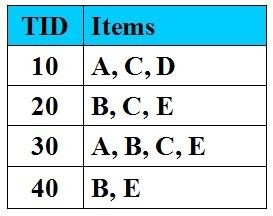 TID Items
10 A, C, D
20 B, C, E
30 A, B, C, E
40 B, E